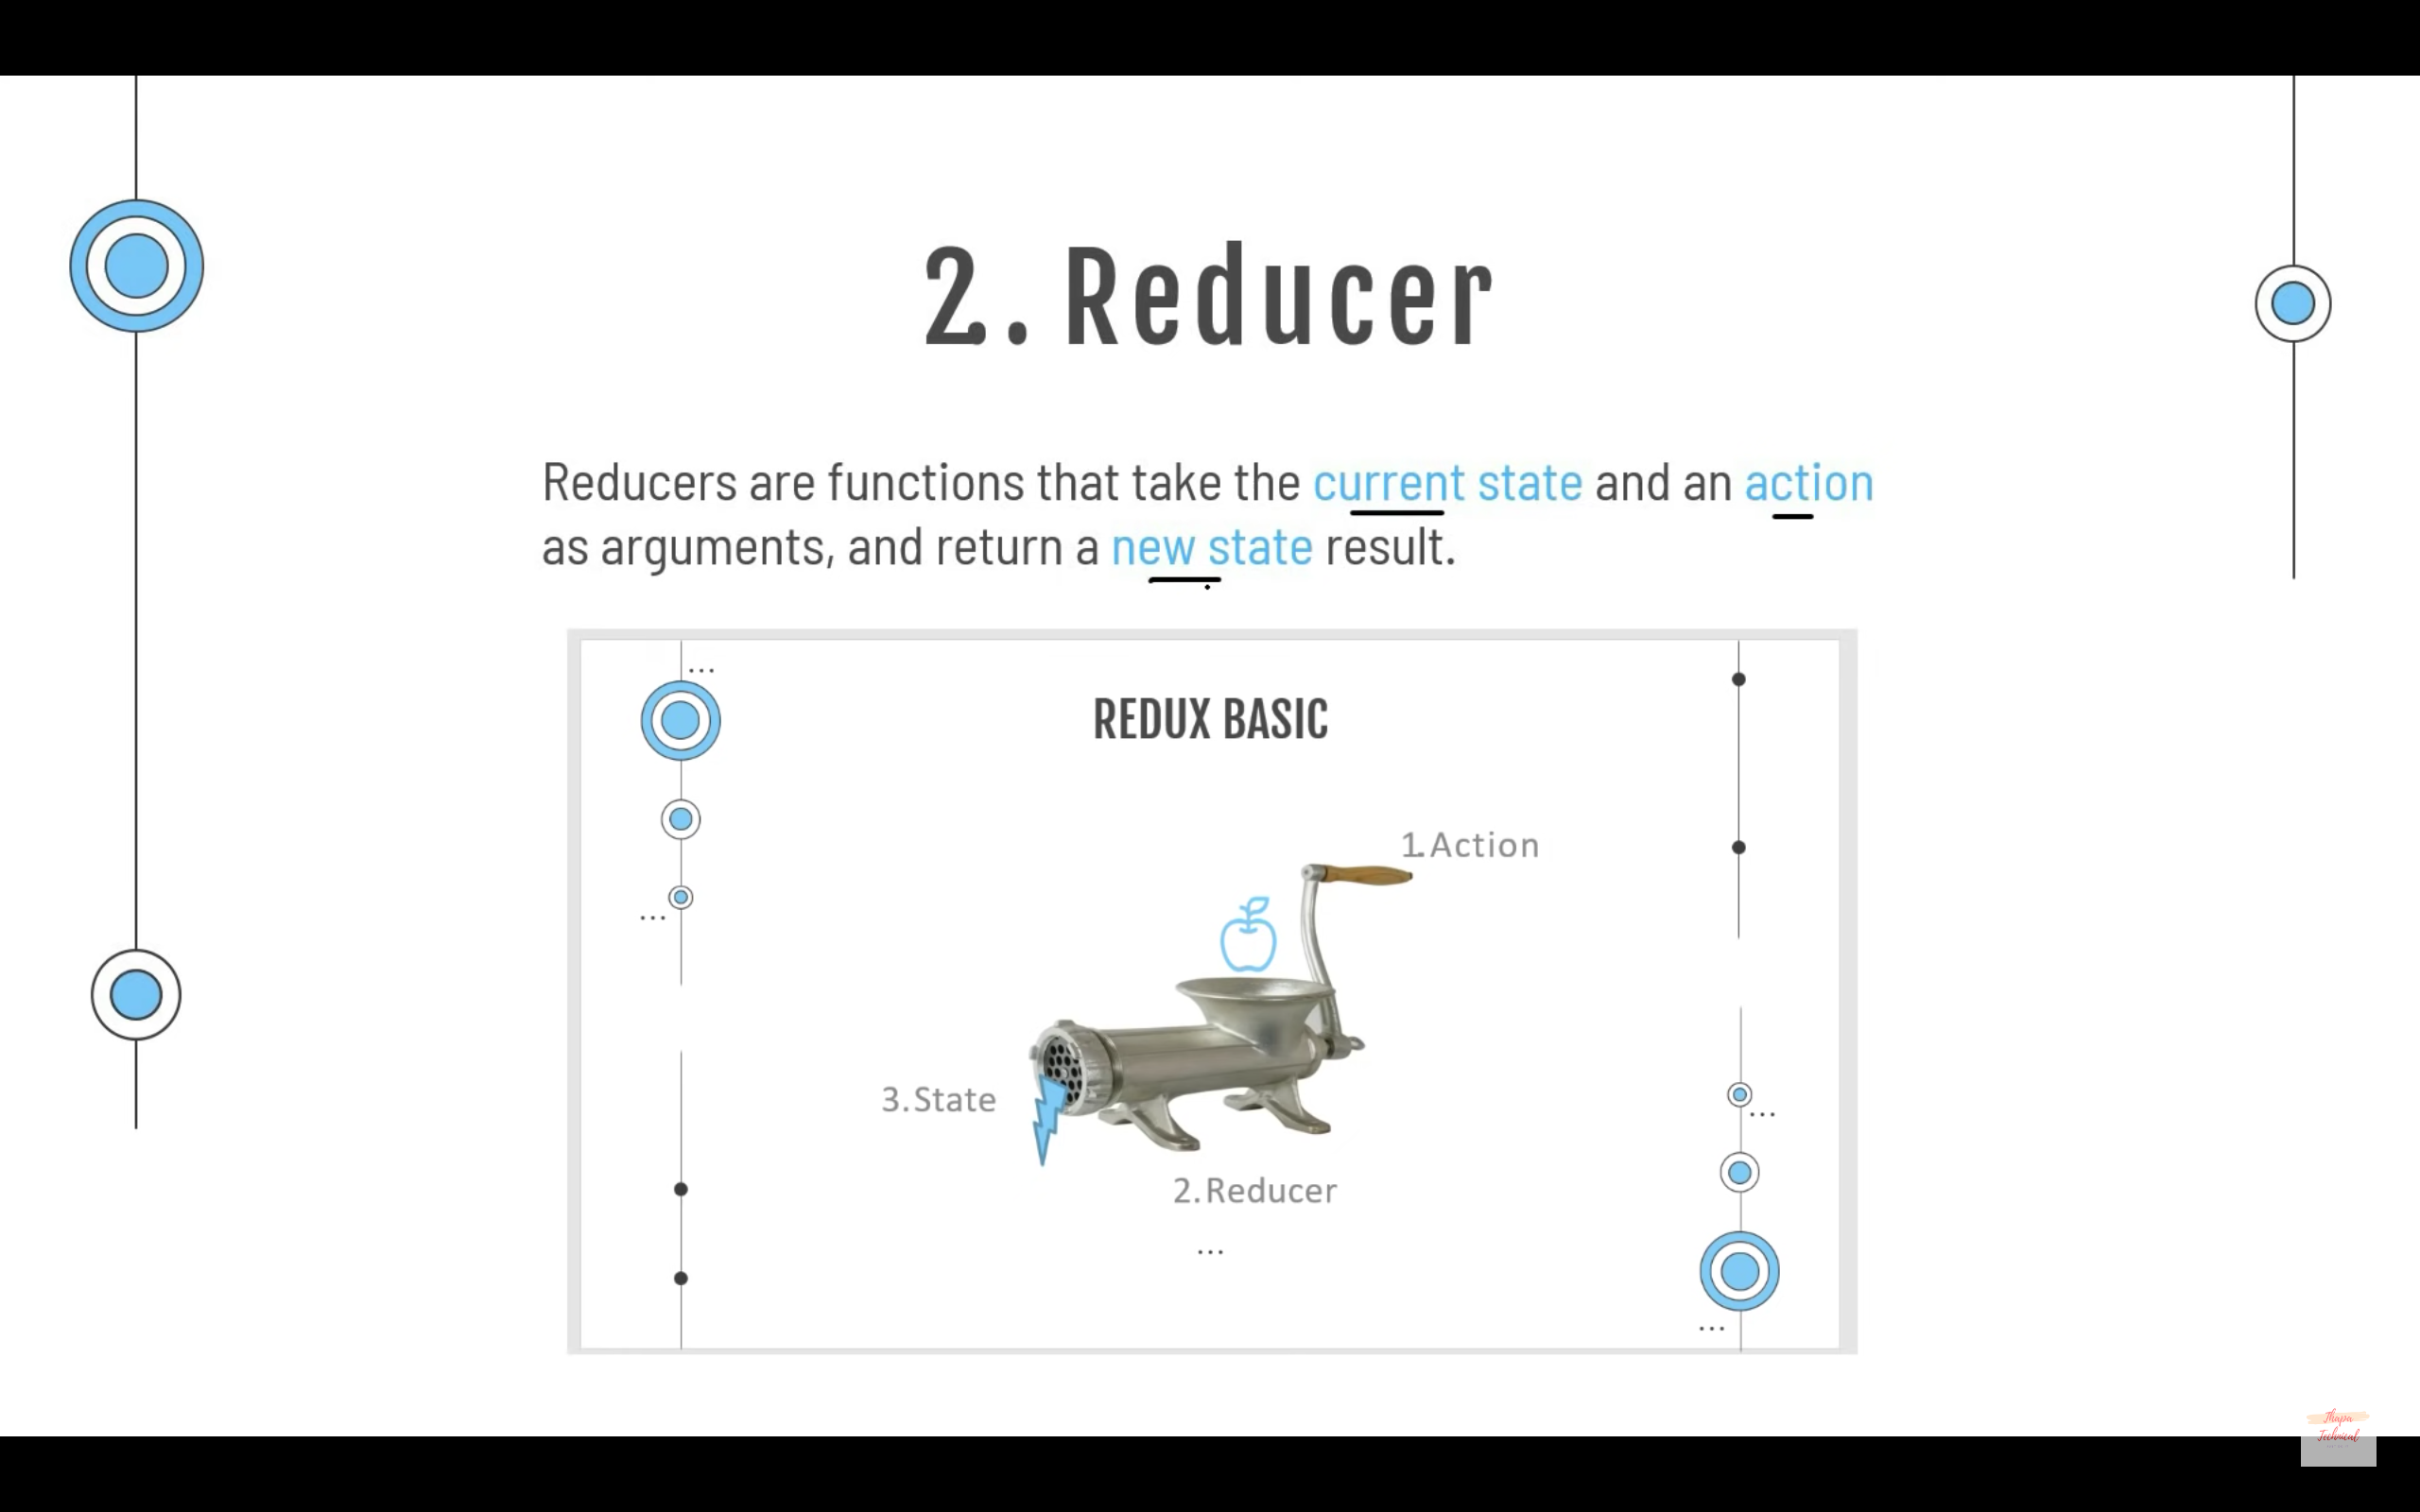 2. Reducer
Reducers are functions that take the current state and an action
as arguments, and return a new state result.
...
REDUX BASIC
1.Action
...
3.State
...
2.Reducer
...
...
Thapa
Technical